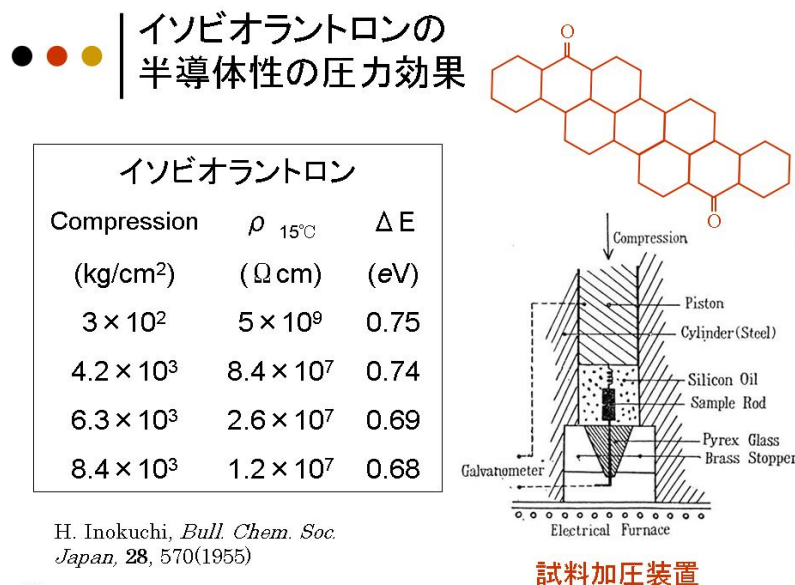 イソビオラントロンの
半導体性の圧力効果
O
O
イソビオラントロン
Compression ρ 15℃ Δ E
(kg/cm²) (Ω cm) (eV)
3 × 10² 5 × 10⁹ 0.75
4.2 × 10³ 8.4 × 10⁷ 0.74
6.3 × 10³ 2.6 × 10⁷ 0.69
8.4 × 10³ 1.2 × 10⁷ 0.68
H. Inokuchi, Bull. Chem. Soc.
Japan, 28, 570(1955)
Compression
Piston
Cylinder(Steel)
Silicon Oil
Sample Rod
Pyrex Glass
Brass Stopper
Galvanometer
Electrical Furnace
試料加圧装置